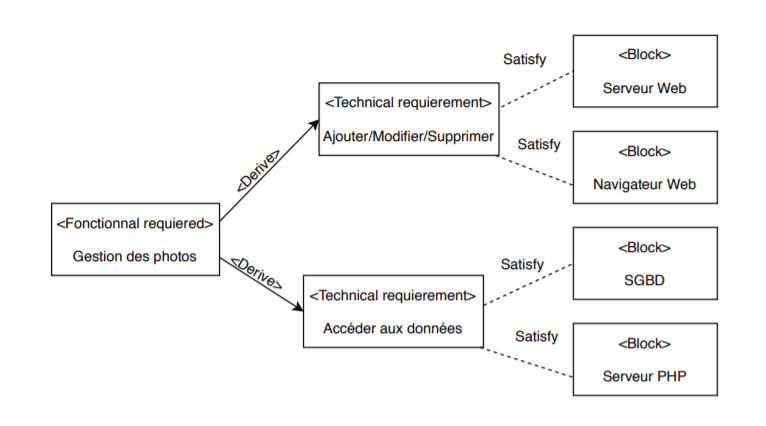 <Block>
Satisfy
Serveur Web
<Technical requierement>
Ajouter/Modifier/Supprimer
Satisfy
<Block>
Navigateur Web
<Derive>
<Fonctionnal requiered>
Gestion des photos
<Derive>
<Block>
Satisfy
SGBD
<Technical requierement>
Accéder aux données
Satisfy
<Block>
Serveur PHP